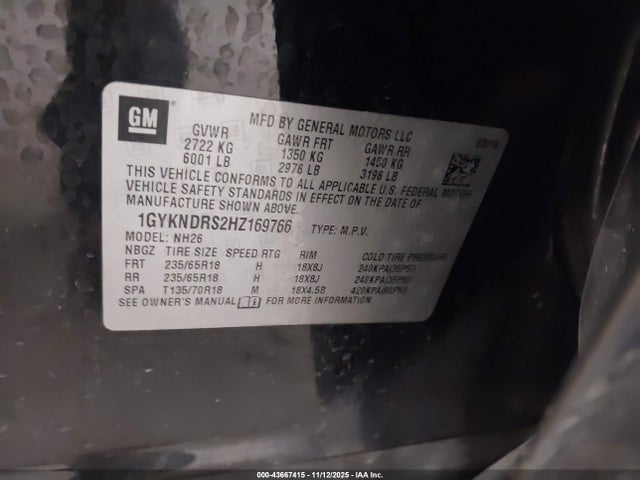 GM
MFD BY GENERAL MOTORS LLC
GVWR GAWR FRT GAWR RR
2722 KG 1350 KG 1450 KG
6001 LB 2976 LB 3196 LB
THIS VEHICLE CONFORMS TO ALL APPLICABLE U.S. FEDERAL MOTOR
VEHICLE SAFETY STANDARDS IN EFFECT ON THE DATE OF
MANUFACTURE SHOWN ABOVE.
1GYKNDRS2HZ169766 TYPE: M.P.V.
MODEL: NH26
NBGZ TIRE SIZE SPEED RTG RIM COLD TIRE PRESSURE
FRT 235/65R18 H 18X8J 240KPA(35PSI)
RR 235/65R18 H 18X8J 240KPA(35PSI)
SPA T135/70R18 M 18X4.5B 420KPA(60PSI)
SEE OWNER'S MANUAL FOR MORE INFORMATION.
000-43667415 - 11/12/2025 - IAA Inc.